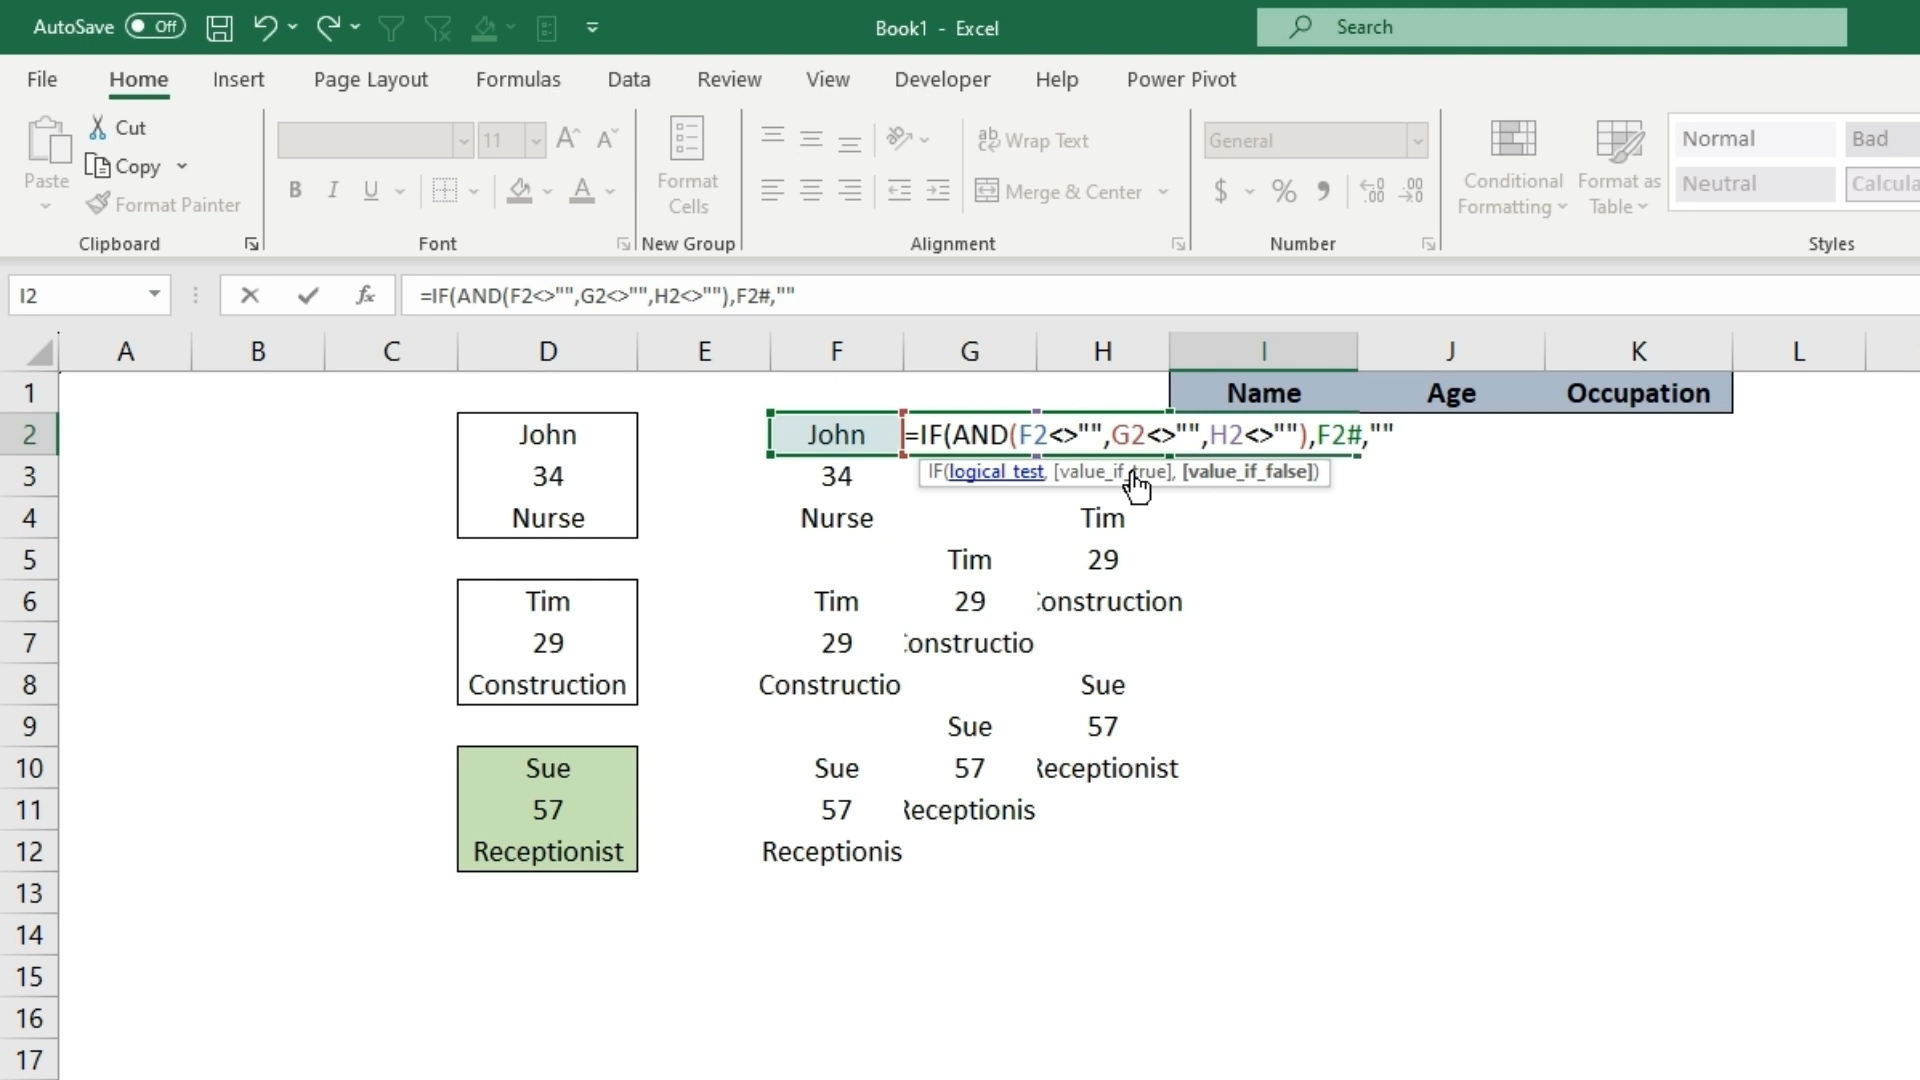 AutoSave Off
Book1 - Excel
Search
File Home Insert Page Layout Formulas Data Review View Developer Help Power Pivot
Paste
Cut
Copy
Format Painter
Clipboard
11
B I U
Font
Format Cells
New Group
Wrap Text
Merge & Center
Alignment
General
$ % ,
Number
Conditional Formatting
Format as Table
Normal Bad
Neutral Calcula
Styles
I2
fx
=IF(AND(F2<>"",G2<>"",H2<>""),F2#,""
A B C D E F G H I J K L
1 Name Age Occupation
2 John John =IF(AND(F2<>"",G2<>"",H2<>""),F2#,""
IF(logical_test, [value_if_true], [value_if_false])
3 34 34
4 Nurse Nurse Tim
5 Tim 29
6 Tim Tim 29 Construction
7 29 29 Constructio
8 Construction Constructio Sue
9 Sue 57
10 Sue Sue 57 Receptionist
11 57 57 Receptionis
12 Receptionist Receptionis
13
14
15
16
17